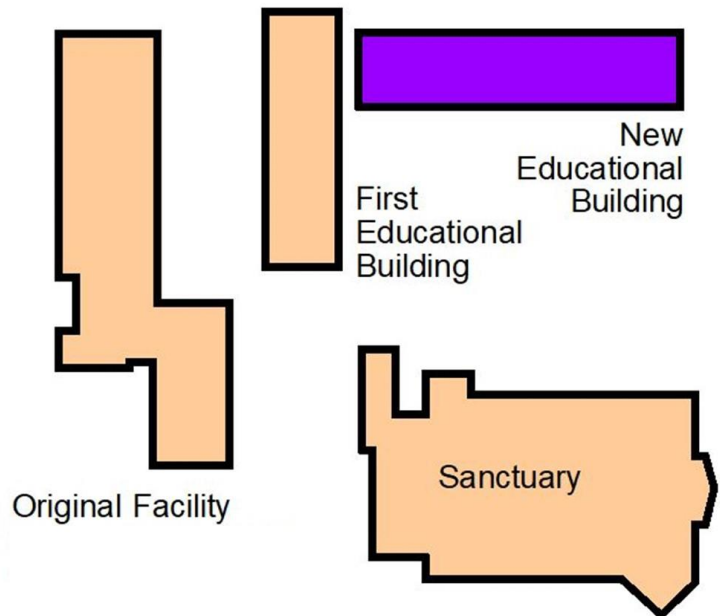 New
Educational
Building
First
Educational
Building
Sanctuary
Original Facility